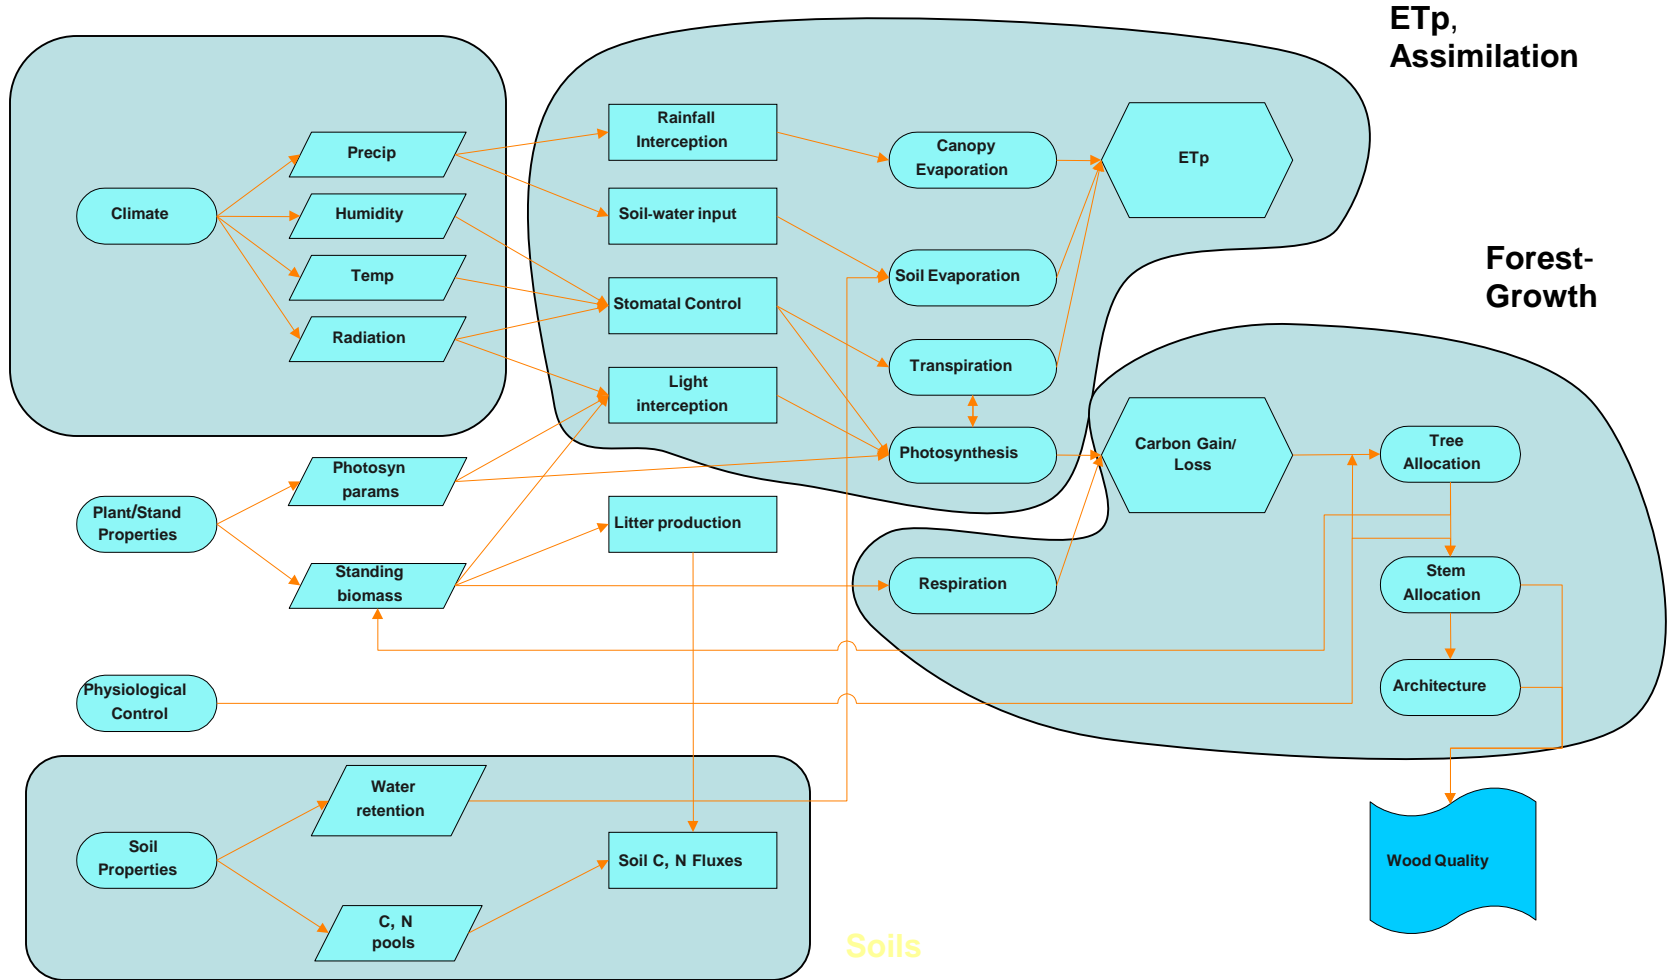 ETp,
Assimilation
Rainfall
Interception
Canopy
Evaporation
ETp
Precip
Climate
Humidity
Soil-water input
Temp
Soil Evaporation
Forest-
Growth
Stomatal Control
Radiation
Transpiration
Light
interception
Photosynthesis
Carbon Gain/
Loss
Tree
Allocation
Photosyn
params
Plant/Stand
Properties
Litter production
Standing
biomass
Respiration
Stem
Allocation
Physiological
Control
Architecture
Water
retention
Soil
Properties
Soil C, N Fluxes
Wood Quality
C, N
pools
Soils